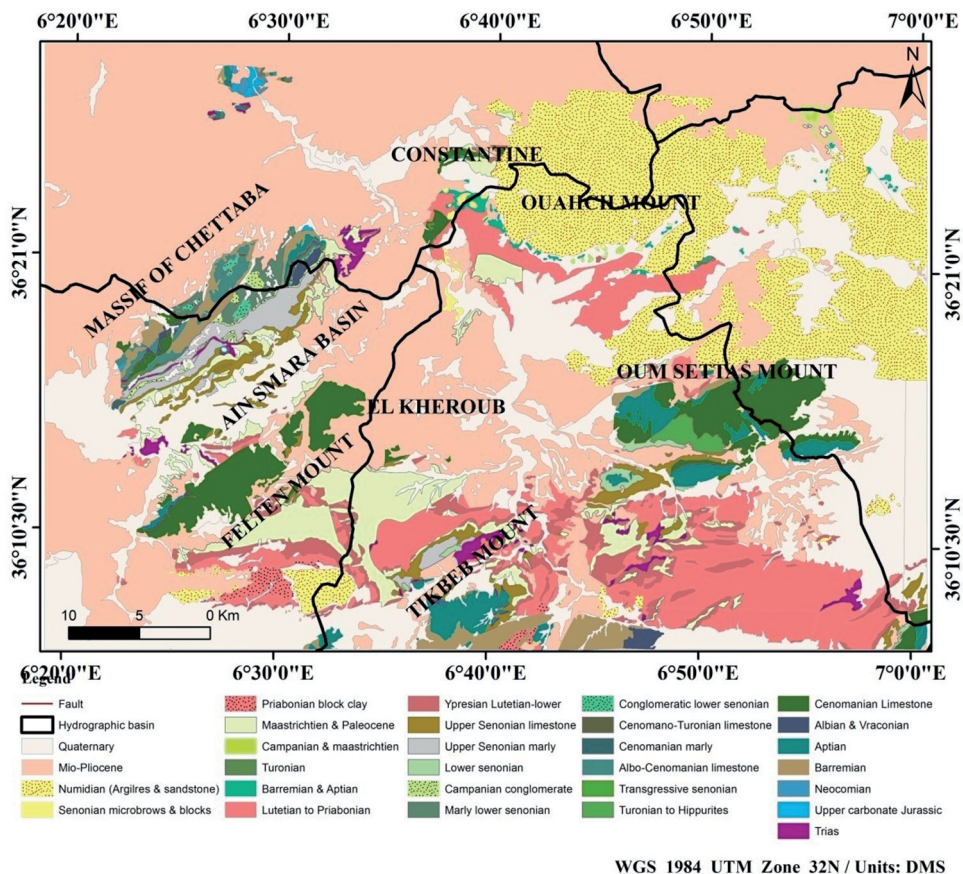 6°20'0"E 6°30'0"E 6°40'0"E 6°50'0"E 7°0'0"E
N
CONSTANTINE
OUAHCH MOUNT
MASSIF OF CHETTABA
36°21'0"N
36°21'0"N
AIN SMARA BASIN
OUM SETTAS MOUNT
EL KHEROUB
FELTEN MOUNT
TIKBEB MOUNT
36°10'30"N
36°10'30"N
10 5 0 Km
6°20'0"E 6°30'0"E 6°40'0"E 6°50'0"E 7°0'0"E
Legend
Fault
Hydrographic basin
Quaternary
Mio-Pliocene
Numidian (Argilres & sandstone)
Senonian microbrows & blocks
Priabonian block clay
Maastrichtien & Paleocene
Campanian & maastrichtien
Turonian
Barremian & Aptian
Lutetian to Priabonian
Ypresian Lutetian-lower
Upper Senonian limestone
Upper Senonian marly
Lower senonian
Campanian conglomerate
Marly lower senonian
Conglomeratic lower senonian
Cenomano-Turonian limestone
Cenomanian marly
Albo-Cenomanian limestone
Transgressive senonian
Turonian to Hippurites
Cenomanian Limestone
Albian & Vraconian
Aptian
Barremian
Neocomian
Upper carbonate Jurassic
Trias
WGS_1984_UTM_Zone_32N / Units: DMS